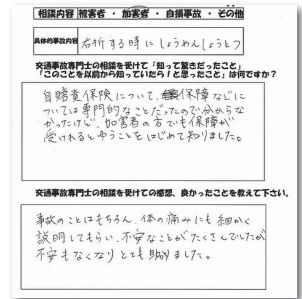 相談内容 被害者 ・ 加害者 ・ 自損事故 ・ その他
具体的事故内容 右折する時にしょうめんしょうとつ
交通事故専門士の相談を受けて「知って驚きだったこと」
「このことを以前から知っていたら！と思ったこと」は何ですか？
自賠責保険について、保障などに
ついては専門的なことだったので分からな
かったけど、加害者の方でも保障が
受けれるとゆうことをはじめて知りました。
交通事故専門士の相談を受けての感想、良かったことを教えて下さい。
事故のことはもちろん、体の痛みにも細かく
説明してもらい、不安なことがたくさんでしたが
不安もなくなりとても助かりました。